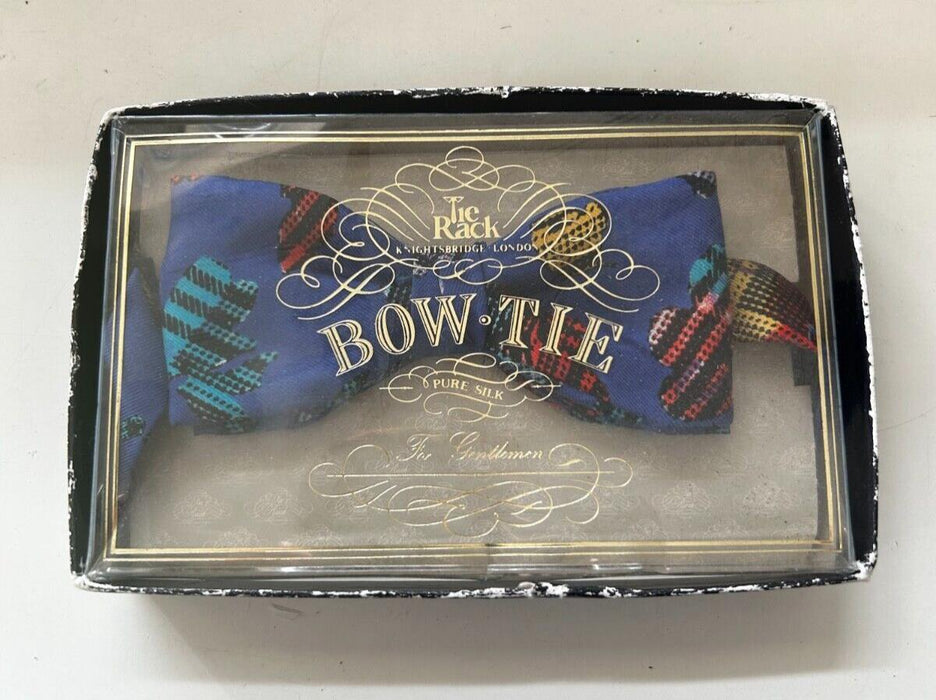 Tie
Rack
KNIGHTSBRIDGE LONDON
BOW·TIE
PURE SILK
For Gentlemen